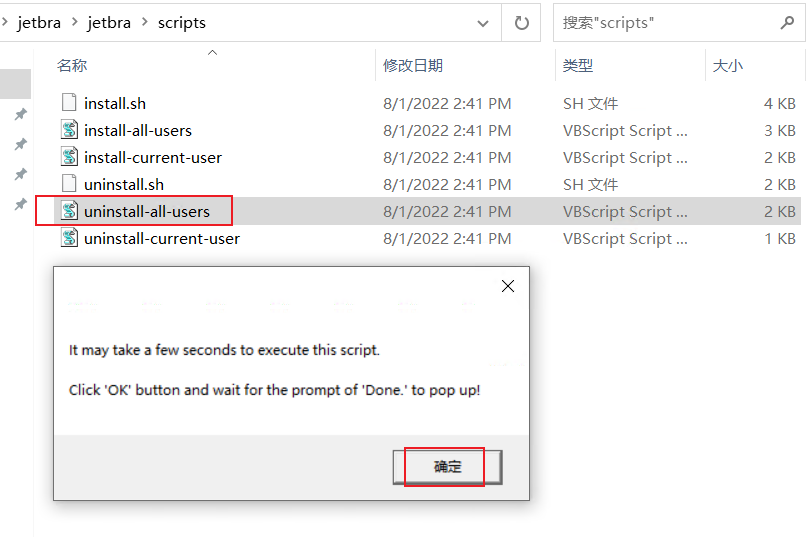 jetbra > jetbra > scripts
搜索"scripts"
名称 修改日期 类型 大小
install.sh 8/1/2022 2:41 PM SH 文件 4 KB
install-all-users 8/1/2022 2:41 PM VBScript Script ... 3 KB
install-current-user 8/1/2022 2:41 PM VBScript Script ... 2 KB
uninstall.sh 8/1/2022 2:41 PM SH 文件 2 KB
uninstall-all-users 8/1/2022 2:41 PM VBScript Script ... 2 KB
uninstall-current-user 8/1/2022 2:41 PM VBScript Script ... 1 KB
It may take a few seconds to execute this script.
Click 'OK' button and wait for the prompt of 'Done.' to pop up!
确定